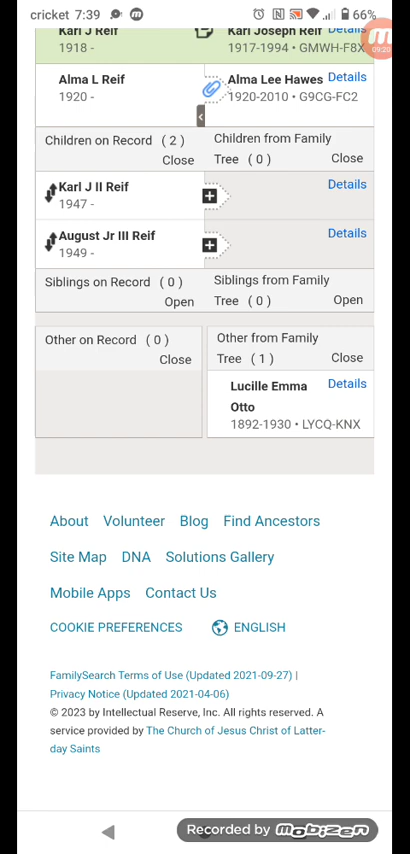 cricket 7:39 66%
09:20
Karl J Reif Karl Joseph Reif Details
1918 - 1917-1994 • GMWH-F8X
Alma L Reif Alma Lee Hawes Details
1920 - 1920-2010 • G9CG-FC2
Children on Record ( 2 ) Children from Family
Close Tree ( 0 ) Close
Karl J II Reif Details
1947 -
August Jr III Reif Details
1949 -
Siblings on Record ( 0 ) Siblings from Family
Open Tree ( 0 ) Open
Other on Record ( 0 ) Other from Family
Close Tree ( 1 ) Close
Lucille Emma Details
Otto
1892-1930 • LYCQ-KNX
About Volunteer Blog Find Ancestors
Site Map DNA Solutions Gallery
Mobile Apps Contact Us
COOKIE PREFERENCES ENGLISH
FamilySearch Terms of Use (Updated 2021-09-27) |
Privacy Notice (Updated 2021-04-06)
© 2023 by Intellectual Reserve, Inc. All rights reserved. A
service provided by The Church of Jesus Christ of Latter-
day Saints
Recorded by mobizen